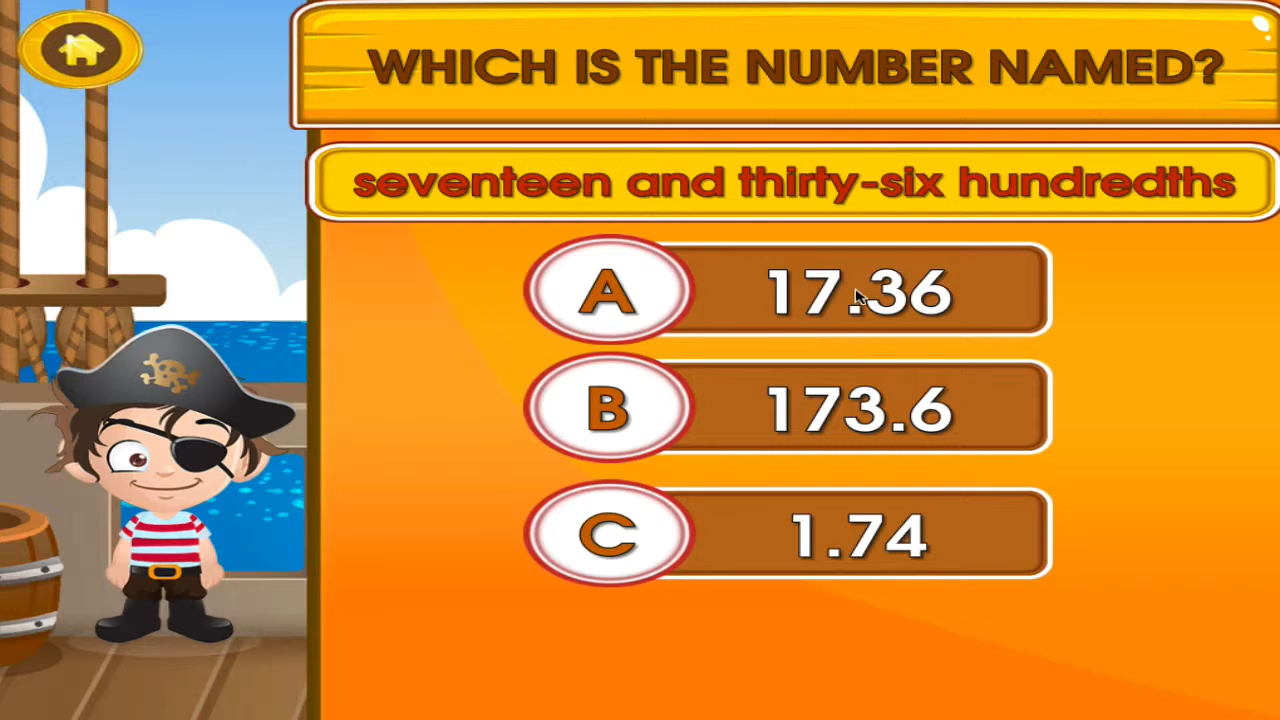 WHICH IS THE NUMBER NAMED?
seventeen and thirty-six hundredths
A 17.36
B 173.6
C 1.74